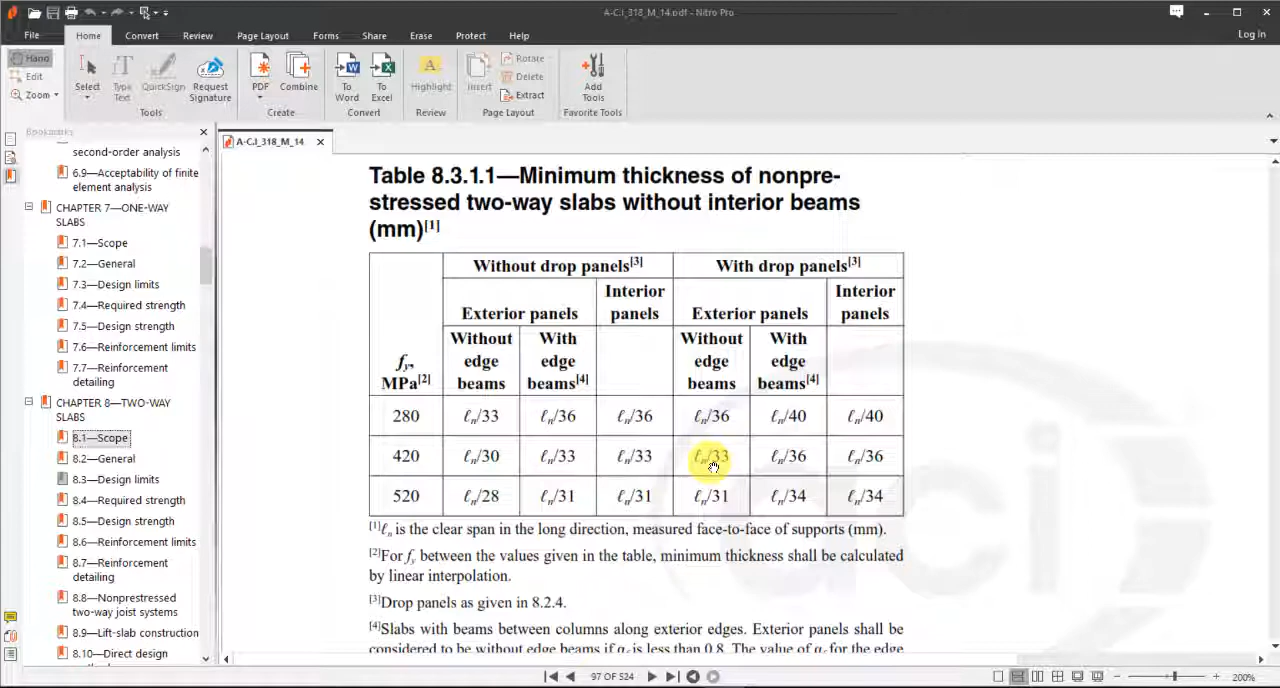 A-C.I_318_M_14.pdf - Nitro Pro
File Home Convert Review Page Layout Forms Share Erase Protect Help Log In
Hand
Edit
Zoom
Select
Type Text
QuickSign
Request Signature
Tools
PDF
Combine
Create
To Word
To Excel
Convert
Highlight
Review
Insert
Rotate
Delete
Extract
Page Layout
Add Tools
Favorite Tools
Bookmarks
A-C.I_318_M_14
second-order analysis
6.9—Acceptability of finite
element analysis
CHAPTER 7—ONE-WAY
SLABS
7.1—Scope
7.2—General
7.3—Design limits
7.4—Required strength
7.5—Design strength
7.6—Reinforcement limits
7.7—Reinforcement
detailing
CHAPTER 8—TWO-WAY
SLABS
8.1—Scope
8.2—General
8.3—Design limits
8.4—Required strength
8.5—Design strength
8.6—Reinforcement limits
8.7—Reinforcement
detailing
8.8—Nonprestressed
two-way joist systems
8.9—Lift-slab construction
8.10—Direct design
Table 8.3.1.1—Minimum thickness of nonpre-
stressed two-way slabs without interior beams
(mm)[1]
Without drop panels[3] With drop panels[3]
Exterior panels Interior panels Exterior panels Interior panels
fy, MPa[2] Without edge beams With edge beams[4] Without edge beams With edge beams[4]
280 ℓn/33 ℓn/36 ℓn/36 ℓn/36 ℓn/40 ℓn/40
420 ℓn/30 ℓn/33 ℓn/33 ℓn/33 ℓn/36 ℓn/36
520 ℓn/28 ℓn/31 ℓn/31 ℓn/31 ℓn/34 ℓn/34
[1]ℓn is the clear span in the long direction, measured face-to-face of supports (mm).
[2]For fy between the values given in the table, minimum thickness shall be calculated
by linear interpolation.
[3]Drop panels as given in 8.2.4.
[4]Slabs with beams between columns along exterior edges. Exterior panels shall be
considered to be without edge beams if αf is less than 0.8. The value of αf for the edge
aci
97 OF 524
200%